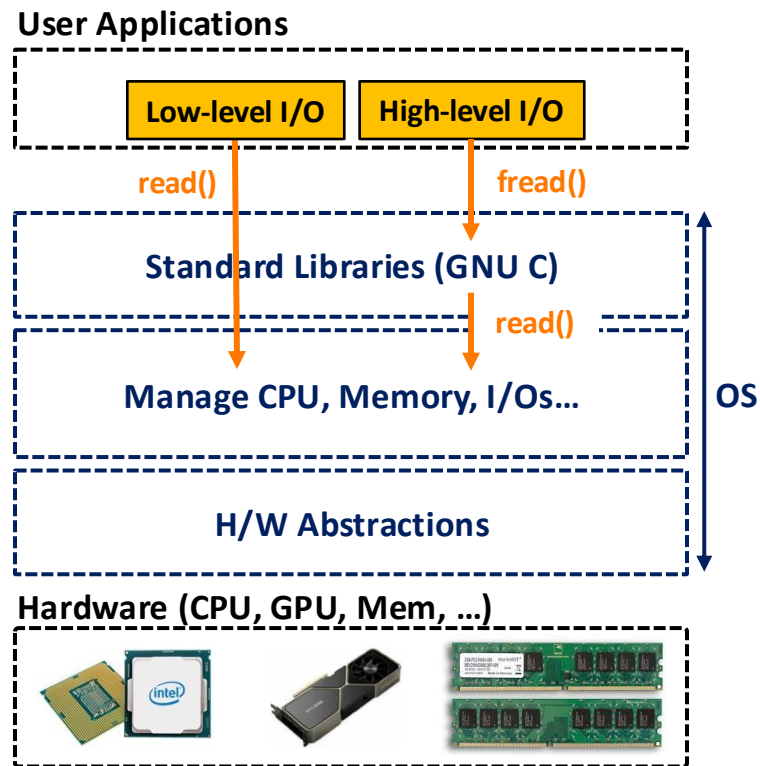 User Applications
Low-level I/O
High-level I/O
read()
fread()
Standard Libraries (GNU C)
read()
Manage CPU, Memory, I/Os…
OS
H/W Abstractions
Hardware (CPU, GPU, Mem, …)
intel